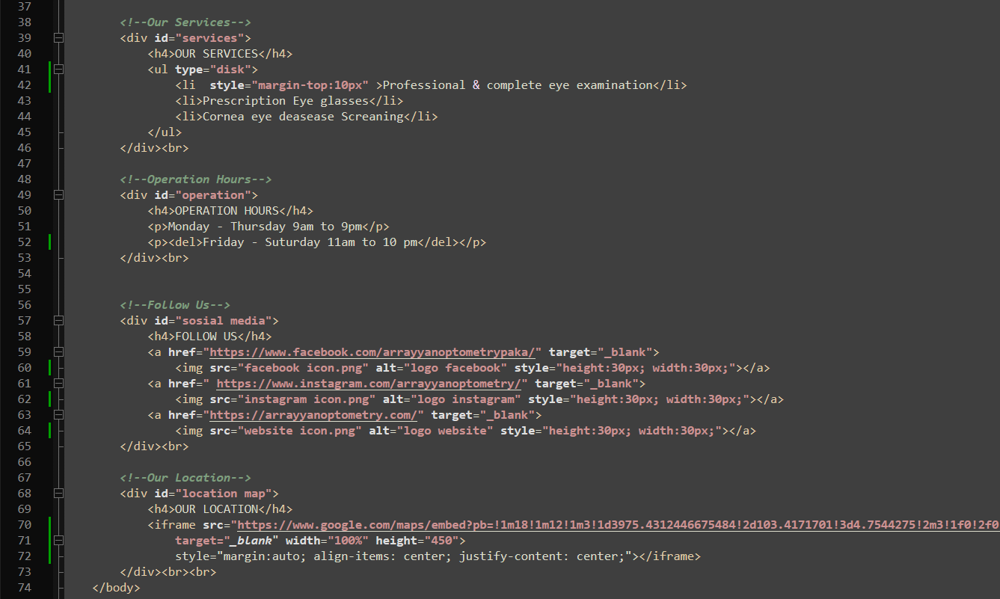 37
38 <!--Our Services-->
39 <div id="services">
40 <h4>OUR SERVICES</h4>
41 <ul type="disk">
42 <li  style="margin-top:10px" >Professional & complete eye examination</li>
43 <li>Prescription Eye glasses</li>
44 <li>Cornea eye deasease Screaning</li>
45 </ul>
46 </div><br>
47
48 <!--Operation Hours-->
49 <div id="operation">
50 <h4>OPERATION HOURS</h4>
51 <p>Monday - Thursday 9am to 9pm</p>
52 <p><del>Friday - Suturday 11am to 10 pm</del></p>
53 </div><br>
54
55
56 <!--Follow Us-->
57 <div id="sosial media">
58 <h4>FOLLOW US</h4>
59 <a href="https://www.facebook.com/arrayyanoptometrypaka/" target="_blank">
60 <img src="facebook icon.png" alt="logo facebook" style="height:30px; width:30px;"></a>
61 <a href=" https://www.instagram.com/arrayyanoptometry/" target="_blank">
62 <img src="instagram icon.png" alt="logo instagram" style="height:30px; width:30px;"></a>
63 <a href="https://arrayyanoptometry.com/" target="_blank">
64 <img src="website icon.png" alt="logo website" style="height:30px; width:30px;"></a>
65 </div><br>
66
67 <!--Our Location-->
68 <div id="location map">
69 <h4>OUR LOCATION</h4>
70 <iframe src="https://www.google.com/maps/embed?pb=!1m18!1m12!1m3!1d3975.4312446675484!2d103.4171701!3d4.7544275!2m3!1f0!2f0
71 target="_blank" width="100%" height="450">
72 style="margin:auto; align-items: center; justify-content: center;"></iframe>
73 </div><br><br>
74 </body>